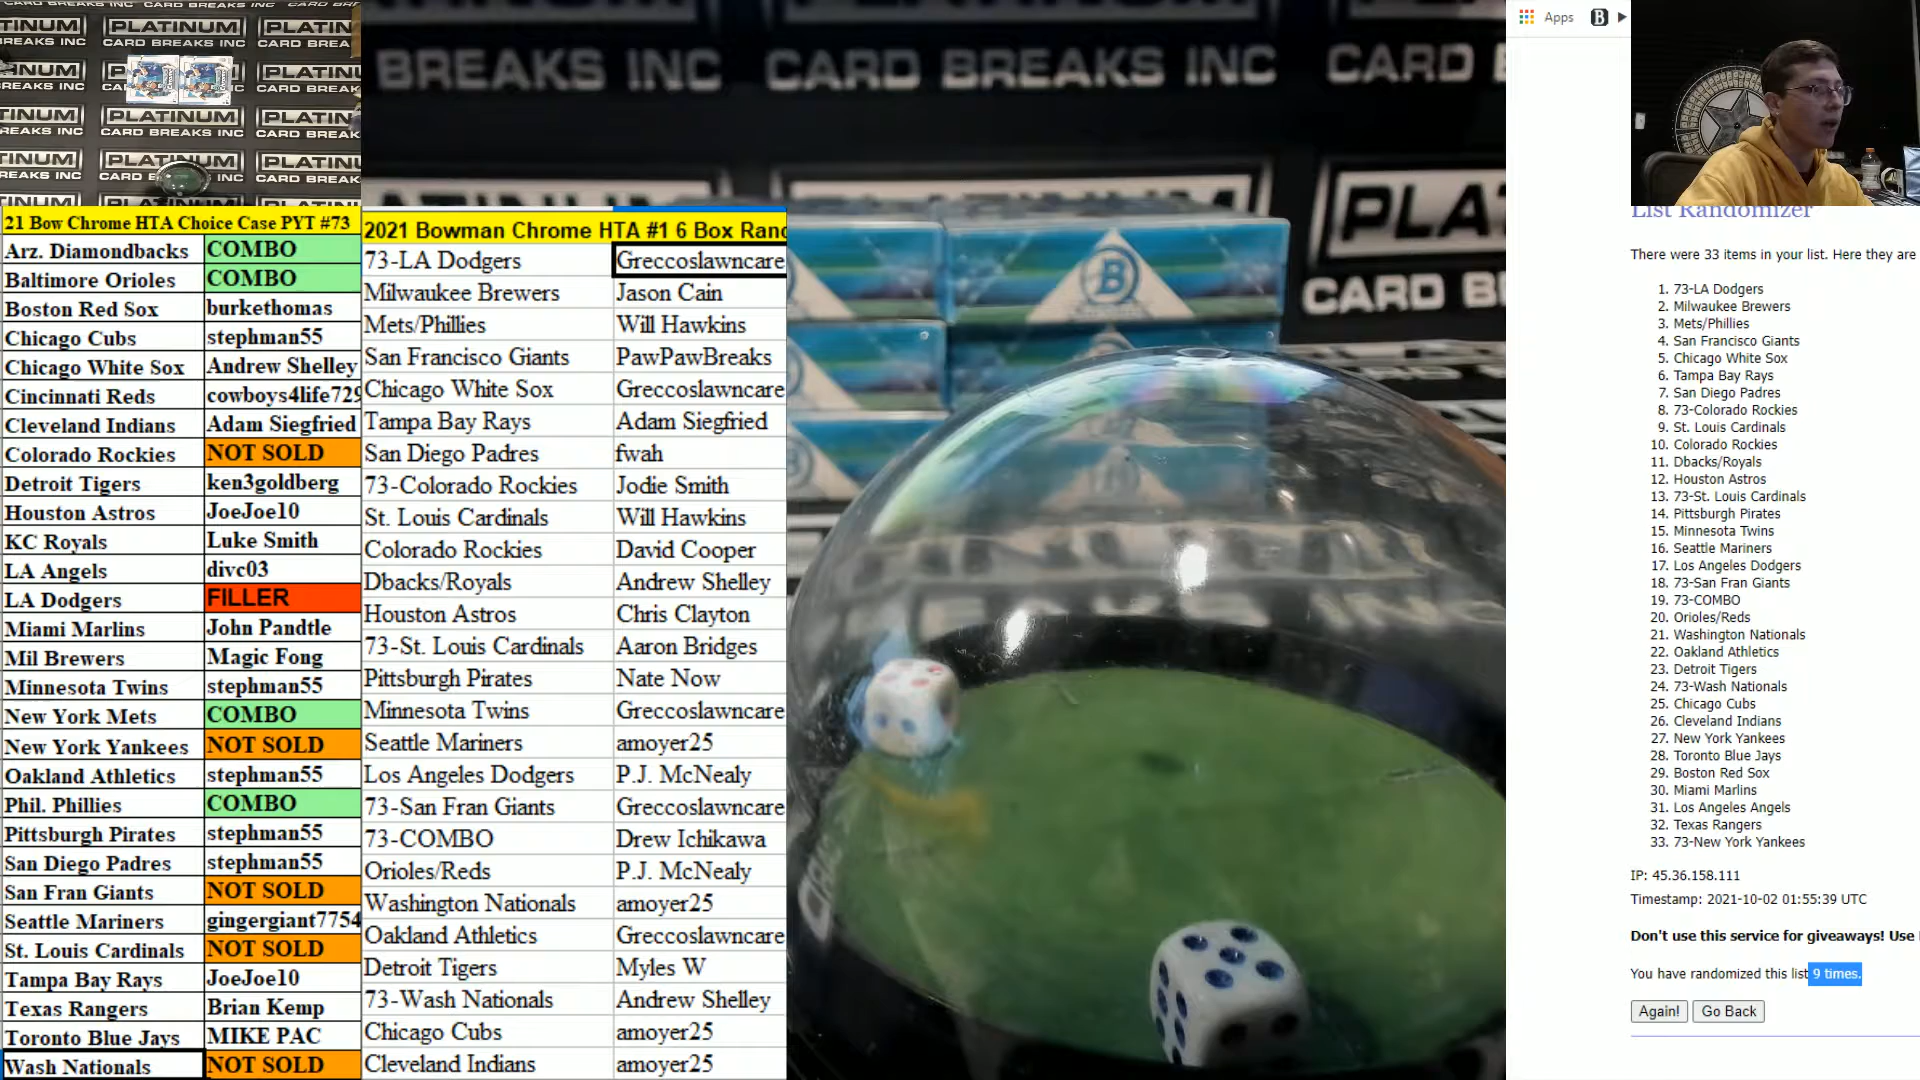 PLATINUM
CARD BREAKS INC
BREAKS INC CARD BREAKS INC CARD
PLATINUM
CARD
21 Bow Chrome HTA Choice Case PYT #73
Arz. Diamondbacks COMBO
Baltimore Orioles COMBO
Boston Red Sox burkethomas
Chicago Cubs stephman55
Chicago White Sox Andrew Shelley
Cincinnati Reds cowboys4life729
Cleveland Indians Adam Siegfried
Colorado Rockies NOT SOLD
Detroit Tigers ken3goldberg
Houston Astros JoeJoe10
KC Royals Luke Smith
LA Angels divc03
LA Dodgers FILLER
Miami Marlins John Pandtle
Mil Brewers Magic Fong
Minnesota Twins stephman55
New York Mets COMBO
New York Yankees NOT SOLD
Oakland Athletics stephman55
Phil. Phillies COMBO
Pittsburgh Pirates stephman55
San Diego Padres stephman55
San Fran Giants NOT SOLD
Seattle Mariners gingergiant7754
St. Louis Cardinals NOT SOLD
Tampa Bay Rays JoeJoe10
Texas Rangers Brian Kemp
Toronto Blue Jays MIKE PAC
Wash Nationals NOT SOLD
2021 Bowman Chrome HTA #1 6 Box Ranc
73-LA Dodgers Greccoslawncare
Milwaukee Brewers Jason Cain
Mets/Phillies Will Hawkins
San Francisco Giants PawPawBreaks
Chicago White Sox Greccoslawncare
Tampa Bay Rays Adam Siegfried
San Diego Padres fwah
73-Colorado Rockies Jodie Smith
St. Louis Cardinals Will Hawkins
Colorado Rockies David Cooper
Dbacks/Royals Andrew Shelley
Houston Astros Chris Clayton
73-St. Louis Cardinals Aaron Bridges
Pittsburgh Pirates Nate Now
Minnesota Twins Greccoslawncare
Seattle Mariners amoyer25
Los Angeles Dodgers P.J. McNealy
73-San Fran Giants Greccoslawncare
73-COMBO Drew Ichikawa
Orioles/Reds P.J. McNealy
Washington Nationals amoyer25
Oakland Athletics Greccoslawncare
Detroit Tigers Myles W
73-Wash Nationals Andrew Shelley
Chicago Cubs amoyer25
Cleveland Indians amoyer25
Apps B
List Randomizer
There were 33 items in your list. Here they are
1. 73-LA Dodgers
2. Milwaukee Brewers
3. Mets/Phillies
4. San Francisco Giants
5. Chicago White Sox
6. Tampa Bay Rays
7. San Diego Padres
8. 73-Colorado Rockies
9. St. Louis Cardinals
10. Colorado Rockies
11. Dbacks/Royals
12. Houston Astros
13. 73-St. Louis Cardinals
14. Pittsburgh Pirates
15. Minnesota Twins
16. Seattle Mariners
17. Los Angeles Dodgers
18. 73-San Fran Giants
19. 73-COMBO
20. Orioles/Reds
21. Washington Nationals
22. Oakland Athletics
23. Detroit Tigers
24. 73-Wash Nationals
25. Chicago Cubs
26. Cleveland Indians
27. New York Yankees
28. Toronto Blue Jays
29. Boston Red Sox
30. Miami Marlins
31. Los Angeles Angels
32. Texas Rangers
33. 73-New York Yankees
IP: 45.36.158.111
Timestamp: 2021-10-02 01:55:39 UTC
Don't use this service for giveaways! Use
You have randomized this list 9 times.
Again! Go Back